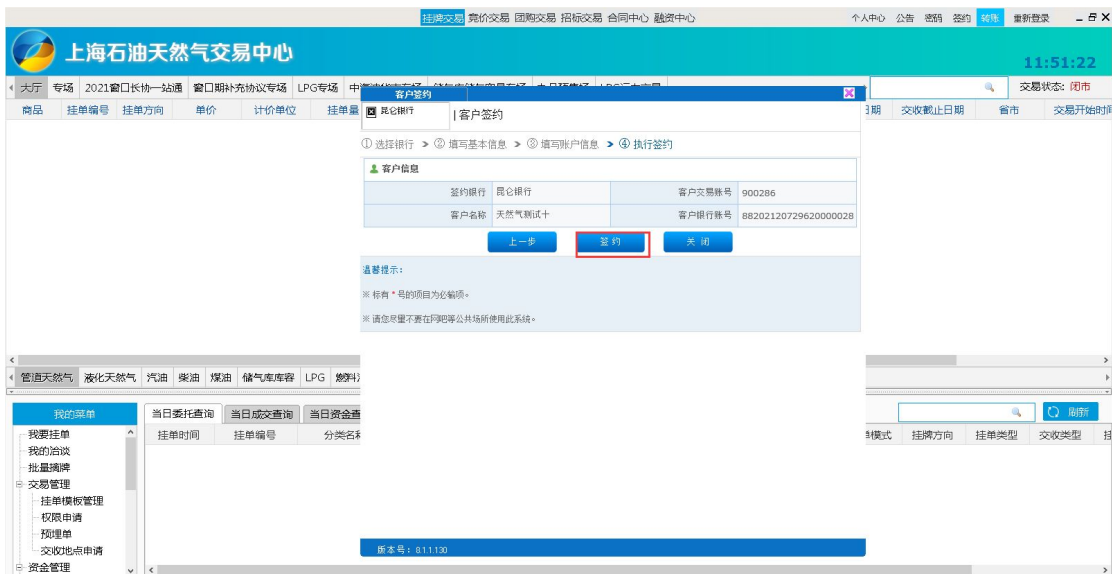 挂牌交易 竞价交易 团购交易 招标交易 合同中心 融资中心 个人中心 公告 密码 签约 转账 重新登录
上海石油天然气交易中心
11:51:22
大厅 专场 2021窗口长协一站通 窗口期补充协议专场 LPG专场 交易状态: 闭市
商品 挂单编号 挂单方向 单价 计价单位 挂单量 日期 交收截止日期 省市 交易开始时间
客户签约
昆仑银行 | 客户签约
① 选择银行 > ② 填写基本信息 > ③ 填写账户信息 > ④ 执行签约
客户信息
签约银行 昆仑银行 客户交易账号 900286
客户名称 天然气测试十 客户银行账号 88202120729620000028
上一步 签 约 关 闭
温馨提示：
※ 标有 * 号的项目为必输项。
※ 请您尽量不要在网吧等公共场所使用此系统。
管道天然气 液化天然气 汽油 柴油 煤油 储气库库容 LPG 燃料
我的菜单 当日委托查询 当日成交查询 当日资金查 刷新
挂单时间 挂单编号 分类名称 单模式 挂牌方向 挂单类型 交收类型 挂
我要挂单
我的洽谈
批量摘牌
交易管理
挂单模板管理
权限申请
预埋单
交收地点申请
资金管理
版本号: 8.1.1.130